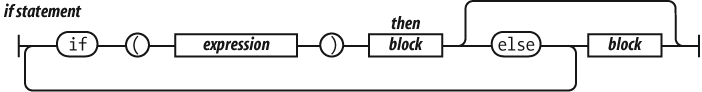 if statement
then
if ( expression ) block else block